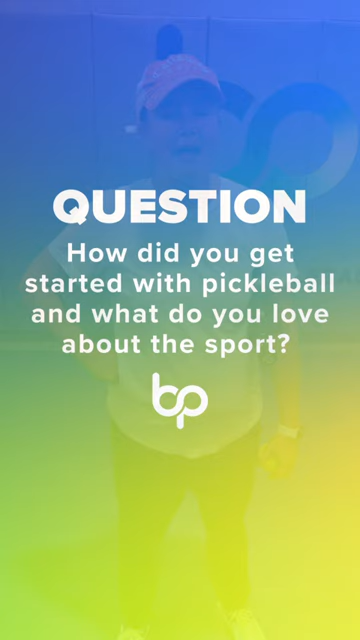 QUESTION
How did you get
started with pickleball
and what do you love
about the sport?
bp